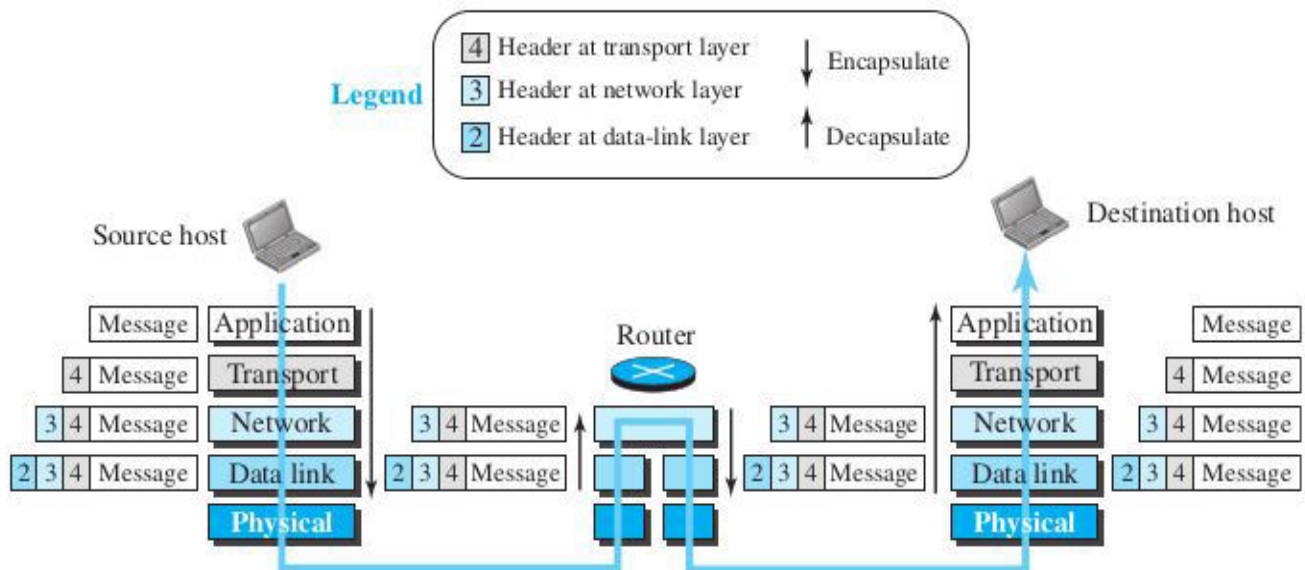 Legend
4 Header at transport layer
3 Header at network layer
2 Header at data-link layer
Encapsulate
Decapsulate
Source host
Destination host
Router
Message Application
4 Message Transport
3 4 Message Network
2 3 4 Message Data link
Physical
3 4 Message
2 3 4 Message
3 4 Message
2 3 4 Message
Application Message
Transport 4 Message
Network 3 4 Message
Data link 2 3 4 Message
Physical